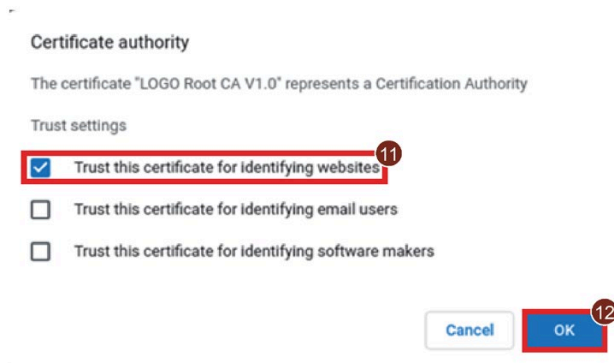 Certificate authority
The certificate "LOGO Root CA V1.0" represents a Certification Authority
Trust settings
11
Trust this certificate for identifying websites
Trust this certificate for identifying email users
Trust this certificate for identifying software makers
12
Cancel OK